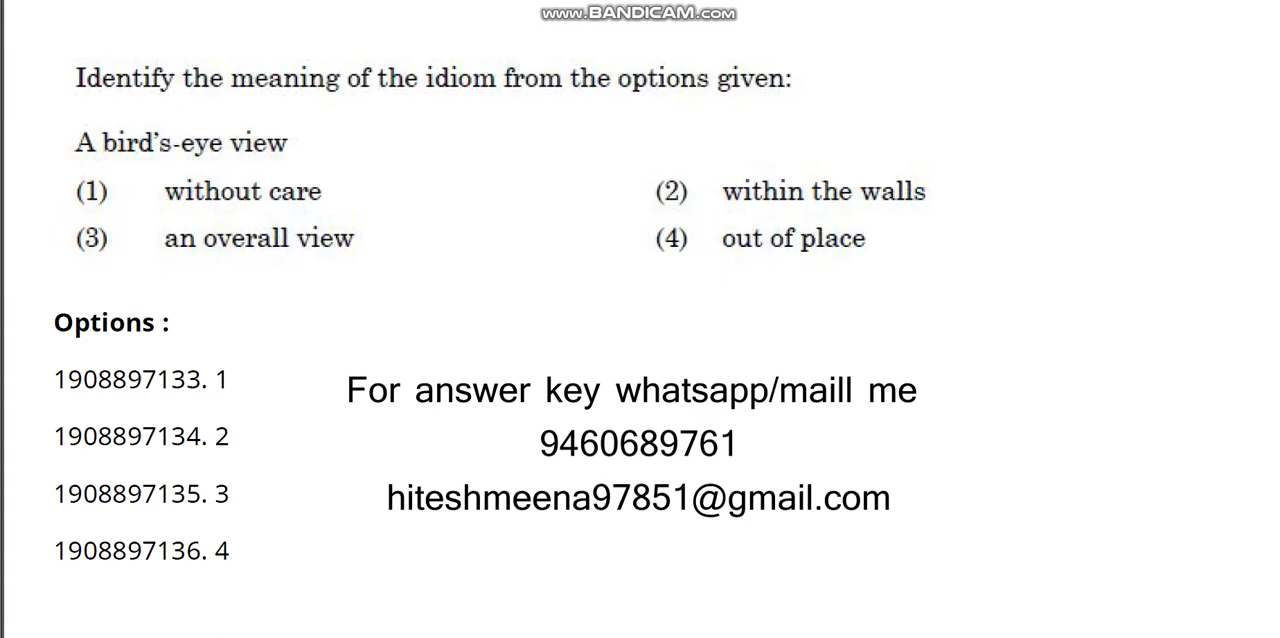 www.BANDICAM.com
Identify the meaning of the idiom from the options given:
A bird's-eye view
(1) without care (2) within the walls
(3) an overall view (4) out of place
Options :
1908897133. 1
For answer key whatsapp/maill me
1908897134. 2
9460689761
1908897135. 3
hiteshmeena97851@gmail.com
1908897136. 4